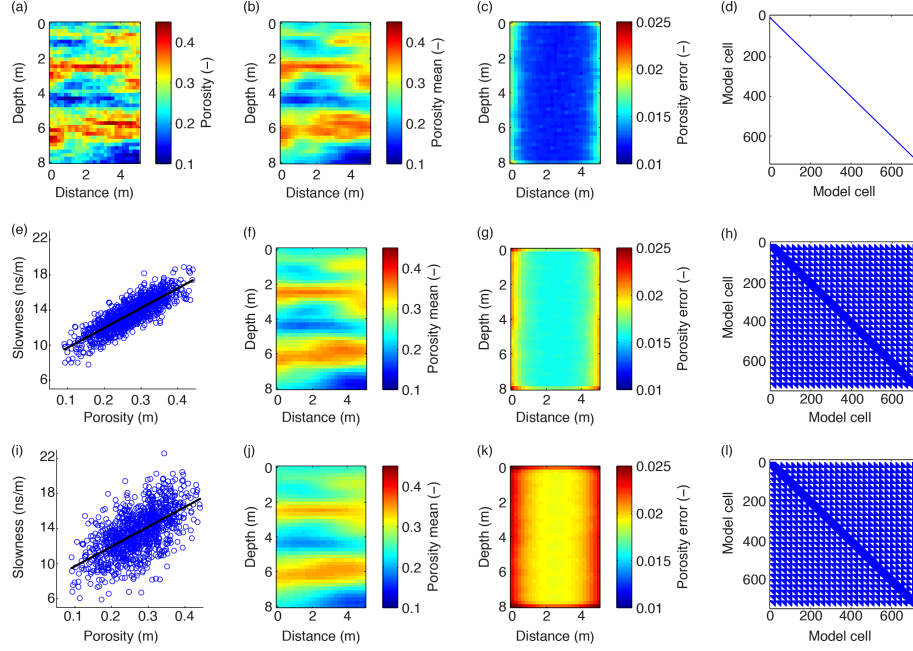 (a)
0
2
4
6
8
Depth (m)
0
2
4
Distance (m)
0.4
0.3
0.2
0.1
Porosity (–)
(b)
0
2
4
6
8
Depth (m)
0
2
4
Distance (m)
0.4
0.3
0.2
0.1
Porosity mean (–)
(c)
0
2
4
6
8
Depth (m)
0
2
4
Distance (m)
0.025
0.02
0.015
0.01
Porosity error (–)
(d)
0
200
400
600
Model cell
0
200
400
600
Model cell
(e)
22
18
14
10
6
Slowness (ns/m)
0.1
0.2
0.3
0.4
Porosity (m)
(f)
0
2
4
6
8
Depth (m)
0
2
4
Distance (m)
0.4
0.3
0.2
0.1
Porosity mean (–)
(g)
0
2
4
6
8
Depth (m)
0
2
4
Distance (m)
0.025
0.02
0.015
0.01
Porosity error (–)
(h)
0
200
400
600
Model cell
0
200
400
600
Model cell
(i)
22
18
14
10
6
Slowness (ns/m)
0.1
0.2
0.3
0.4
Porosity (m)
(j)
0
2
4
6
8
Depth (m)
0
2
4
Distance (m)
0.4
0.3
0.2
0.1
Porosity mean (–)
(k)
0
2
4
6
8
Depth (m)
0
2
4
Distance (m)
0.025
0.02
0.015
0.01
Porosity error (–)
(l)
0
200
400
600
Model cell
0
200
400
600
Model cell